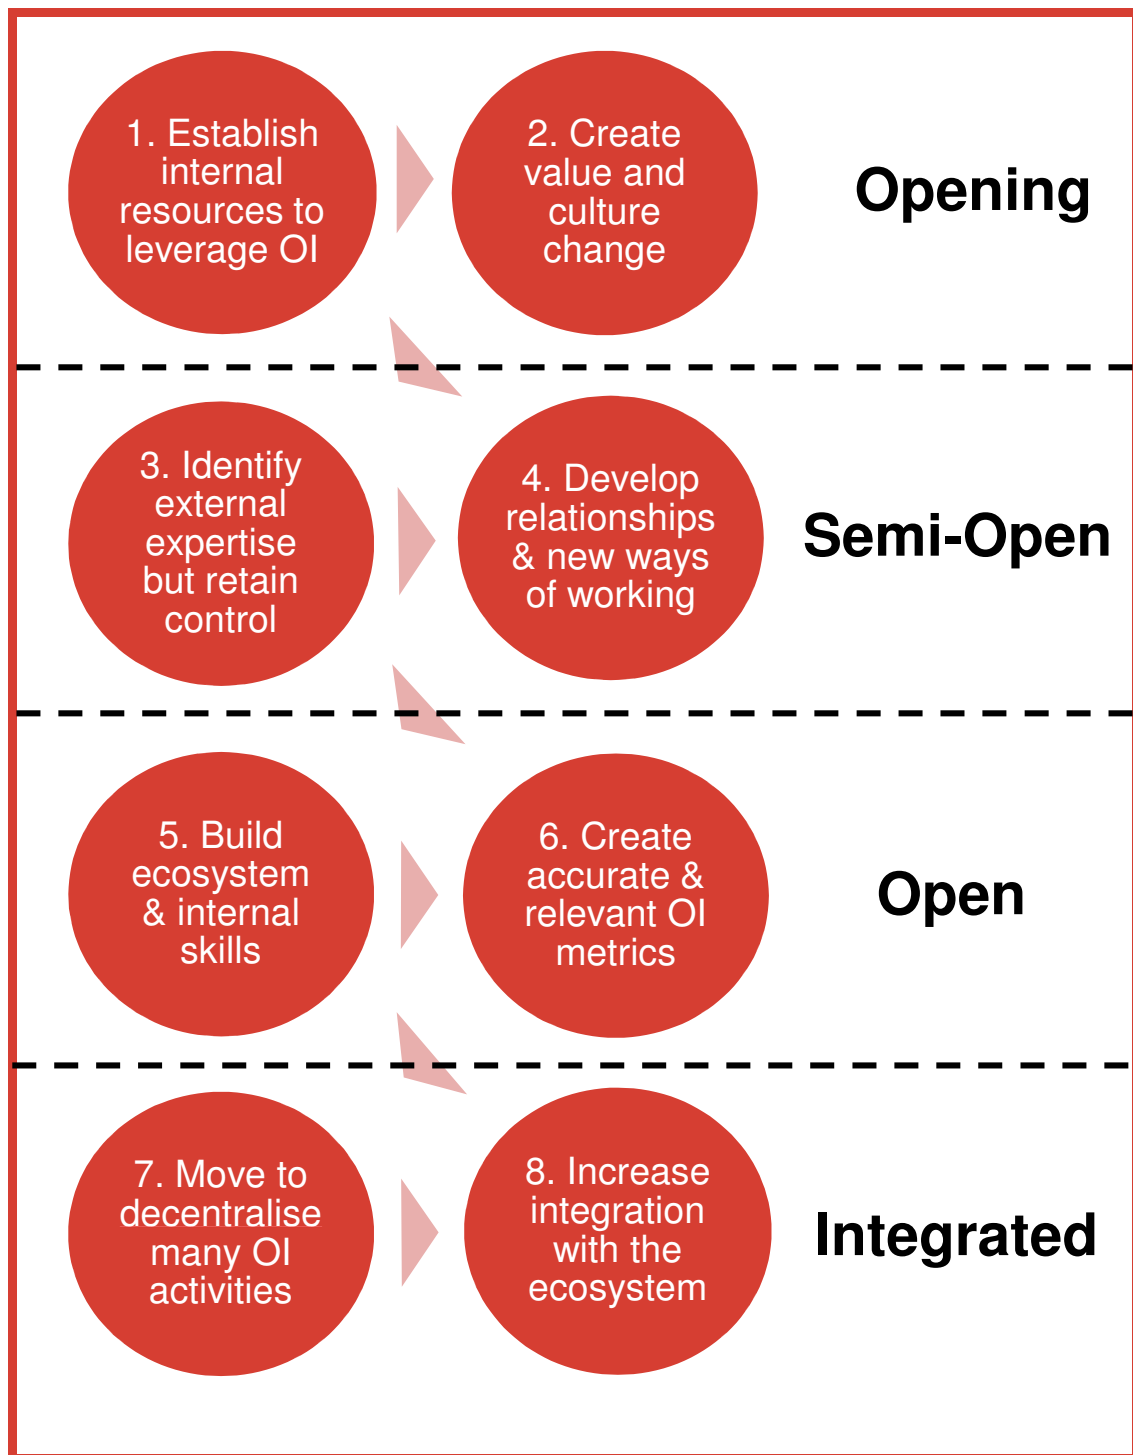 1. Establish
internal
resources to
leverage OI
2. Create
value and
culture
change
Opening
3. Identify
external
expertise
but retain
control
4. Develop
relationships
& new ways
of working
Semi-Open
5. Build
ecosystem
& internal
skills
6. Create
accurate &
relevant OI
metrics
Open
7. Move to
decentralise
many OI
activities
8. Increase
integration
with the
ecosystem
Integrated